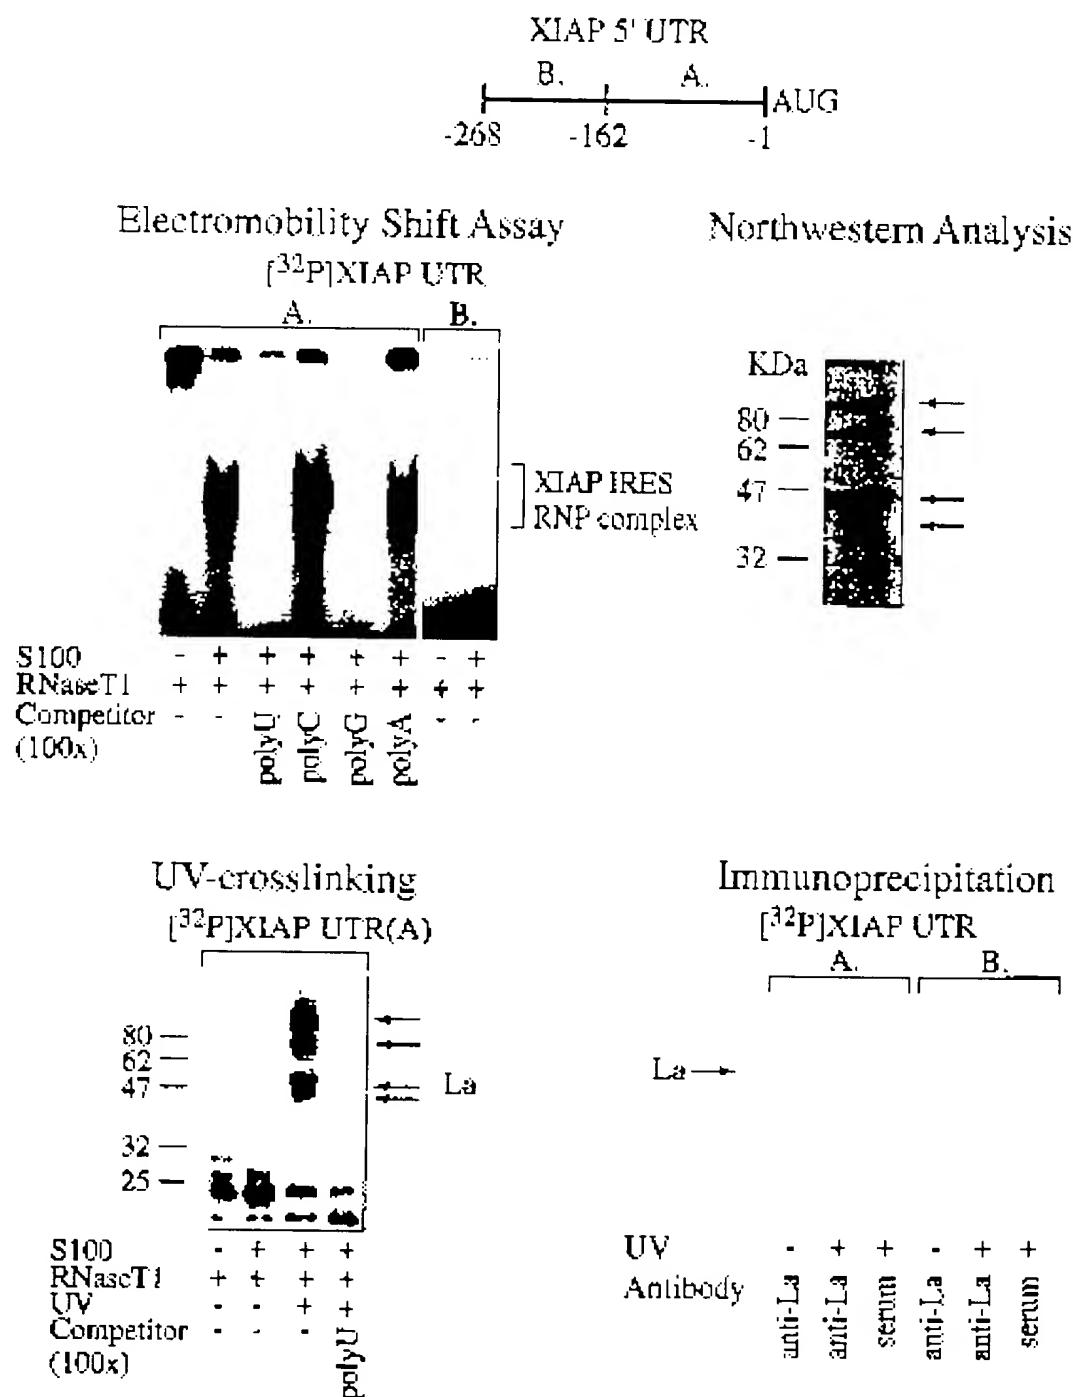 XIAP 5' UTR
B. A.
AUG
-268 -162 -1
Electromobility Shift Assay
[32P]XIAP UTR
A. B.
XIAP IRES
RNP complex
S100 - + + + + + - +
RNaseT1 + + + + + + + +
Competitor - - polyU polyC polyG polyA - -
(100x)
Northwestern Analysis
KDa
80
62
47
32
UV-crosslinking
[32P]XIAP UTR(A)
80
62
47
32
25
La
S100 - + + +
RNaseT1 + + + +
UV - - + +
Competitor - - - polyU
(100x)
Immunoprecipitation
[32P]XIAP UTR
A. B.
La
UV - + + - + +
Antibody anti-La anti-La serum anti-La anti-La serum